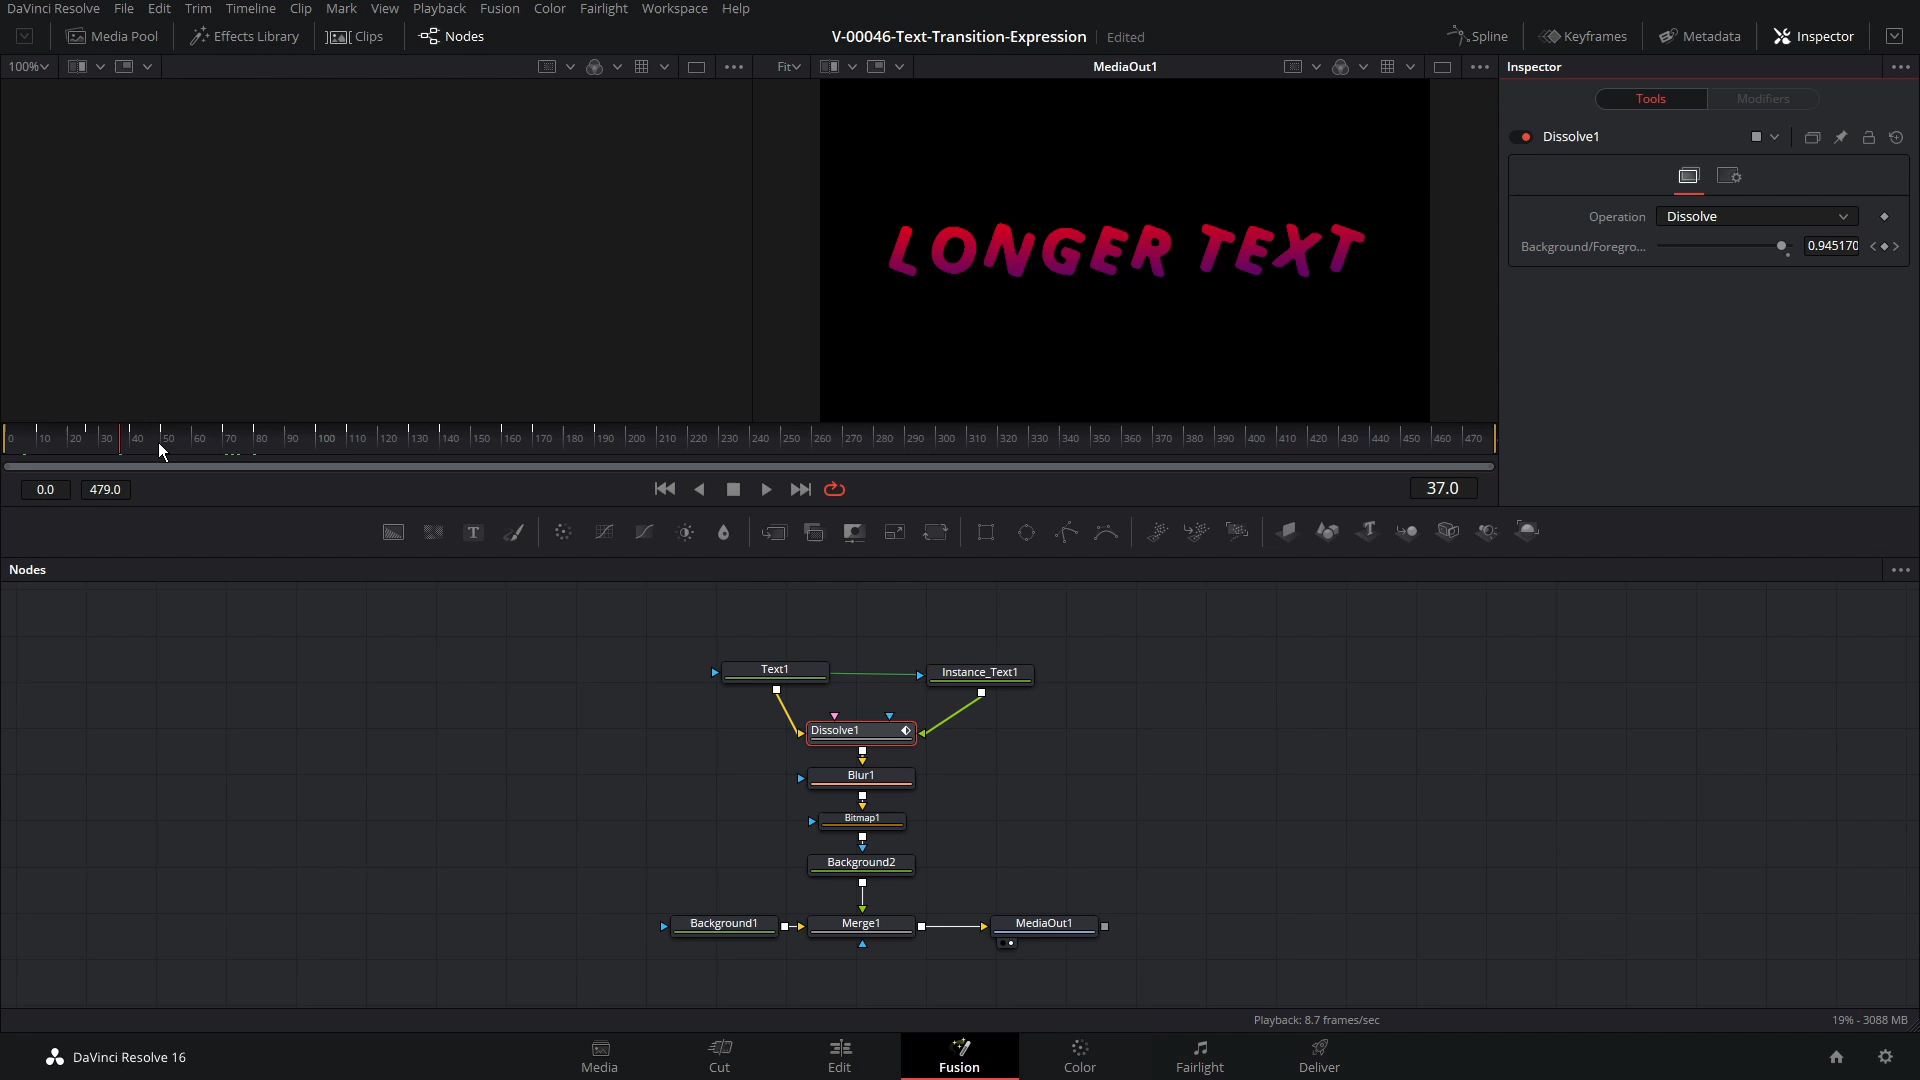 DaVinci Resolve File Edit Trim Timeline Clip Mark View Playback Fusion Color Fairlight Workspace Help
Media Pool Effects Library Clips Nodes V-00046-Text-Transition-Expression Edited Spline Keyframes Metadata Inspector
100% Fit MediaOut1 Inspector
Tools Modifiers
Dissolve1
Operation Dissolve
Background/Foregro... 0.945170
LONGER TEXT
0 10 20 30 40 50 60 70 80 90 100 110 120 130 140 150 160 170 180 190 200 210 220 230 240 250 260 270 280 290 300 310 320 330 340 350 360 370 380 390 400 410 420 430 440 450 460 470
0.0 479.0 37.0
Nodes
Text1 Instance_Text1
Dissolve1
Blur1
Bitmap1
Background2
Background1 Merge1 MediaOut1
Playback: 8.7 frames/sec 19% - 3088 MB
DaVinci Resolve 16 Media Cut Edit Fusion Color Fairlight Deliver